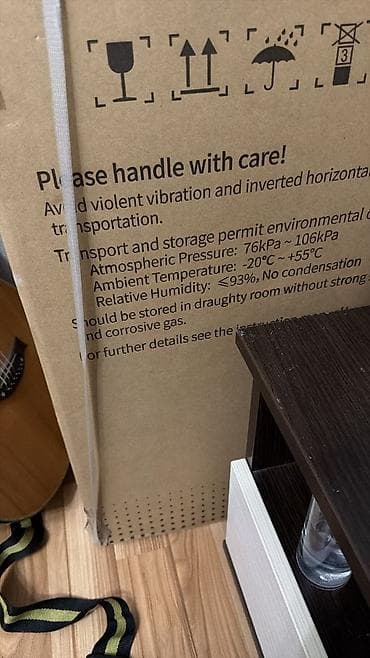 3
Please handle with care!
Avoid violent vibration and inverted horizonta
transportation.
Transport and storage permit environmental c
Atmospheric Pressure: 76kPa ~ 106kPa
Ambient Temperature: -20℃ ~ +55℃
Relative Humidity: ≤93%, No condensation
Should be stored in draughty room without strong
and corrosive gas.
For further details see the